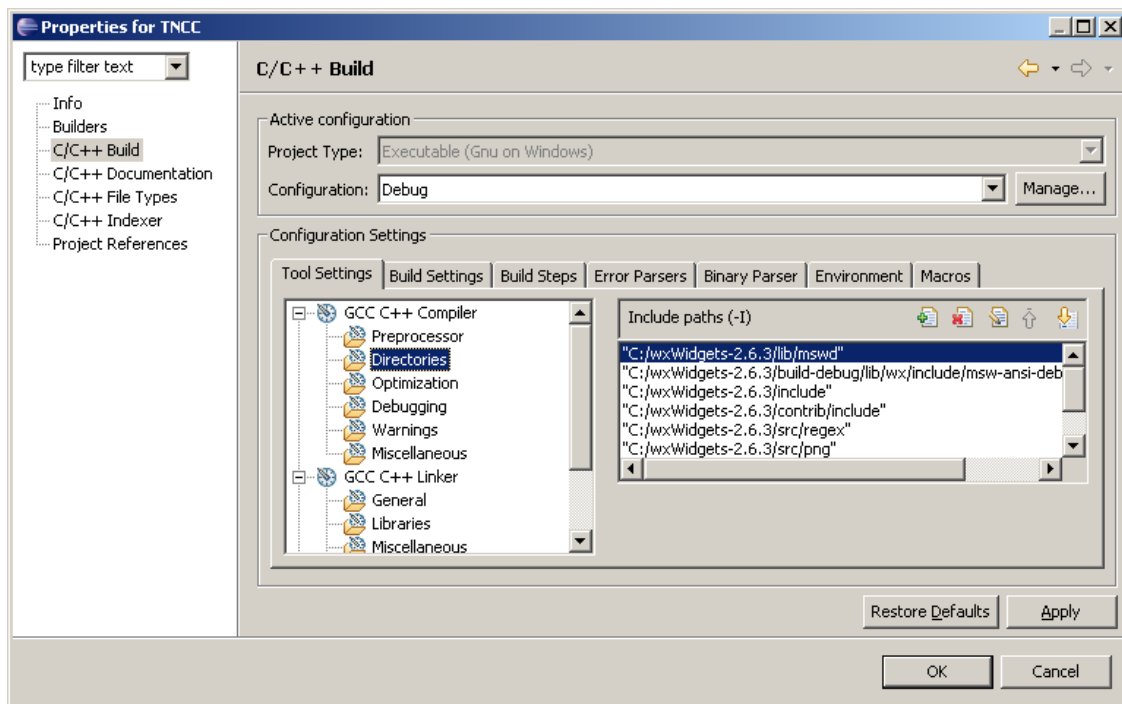 Properties for TNCC
type filter text
Info
Builders
C/C++ Build
C/C++ Documentation
C/C++ File Types
C/C++ Indexer
Project References
C/C++ Build
Active configuration
Project Type: Executable (Gnu on Windows)
Configuration: Debug Manage...
Configuration Settings
Tool Settings Build Settings Build Steps Error Parsers Binary Parser Environment Macros
GCC C++ Compiler
Preprocessor
Directories
Optimization
Debugging
Warnings
Miscellaneous
GCC C++ Linker
General
Libraries
Miscellaneous
Include paths (-I)
"C:/wxWidgets-2.6.3/lib/mswd"
"C:/wxWidgets-2.6.3/build-debug/lib/wx/include/msw-ansi-deb
"C:/wxWidgets-2.6.3/include"
"C:/wxWidgets-2.6.3/contrib/include"
"C:/wxWidgets-2.6.3/src/regex"
"C:/wxWidgets-2.6.3/src/png"
Restore Defaults Apply
OK Cancel